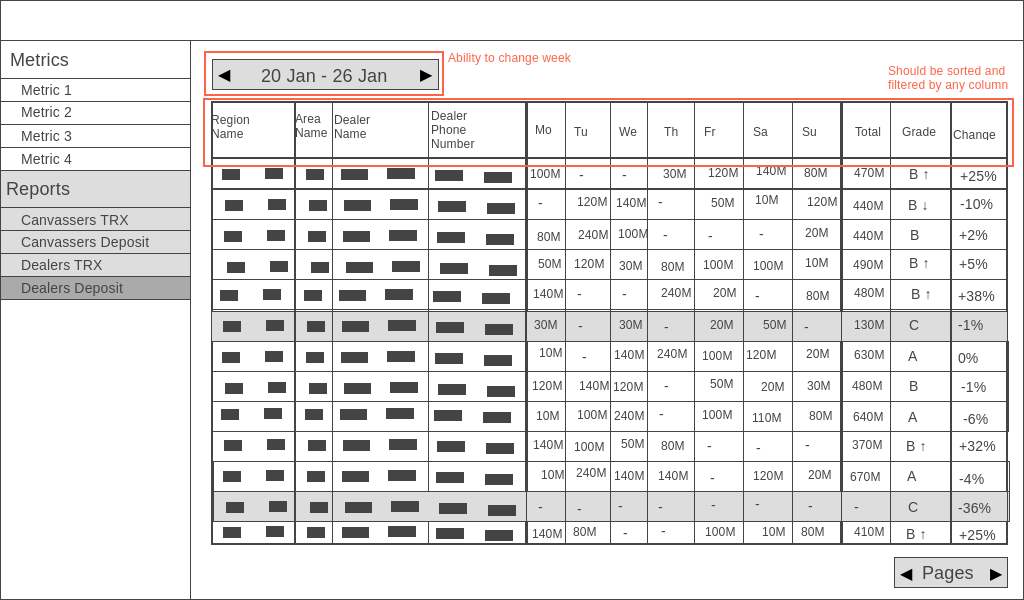 Metrics
Metric 1
Metric 2
Metric 3
Metric 4
Reports
Canvassers TRX
Canvassers Deposit
Dealers TRX
Dealers Deposit
◀ 20 Jan - 26 Jan ▶
Ability to change week
Should be sorted and
filtered by any column
Region Name Area Name Dealer Name Dealer Phone Number Mo Tu We Th Fr Sa Su Total Grade Change
100M - - 30M 120M 140M 80M 470M B ↑ +25%
- 120M 140M - 50M 10M 120M 440M B ↓ -10%
80M 240M 100M - - - 20M 440M B +2%
50M 120M 30M 80M 100M 100M 10M 490M B ↑ +5%
140M - - 240M 20M - 80M 480M B ↑ +38%
30M - 30M - 20M 50M - 130M C -1%
10M - 140M 240M 100M 120M 20M 630M A 0%
120M 140M 120M - 50M 20M 30M 480M B -1%
10M 100M 240M - 100M 110M 80M 640M A -6%
140M 100M 50M 80M - - - 370M B ↑ +32%
10M 240M 140M 140M - 120M 20M 670M A -4%
- - - - - - - - C -36%
140M 80M - - 100M 10M 80M 410M B ↑ +25%
◀ Pages ▶